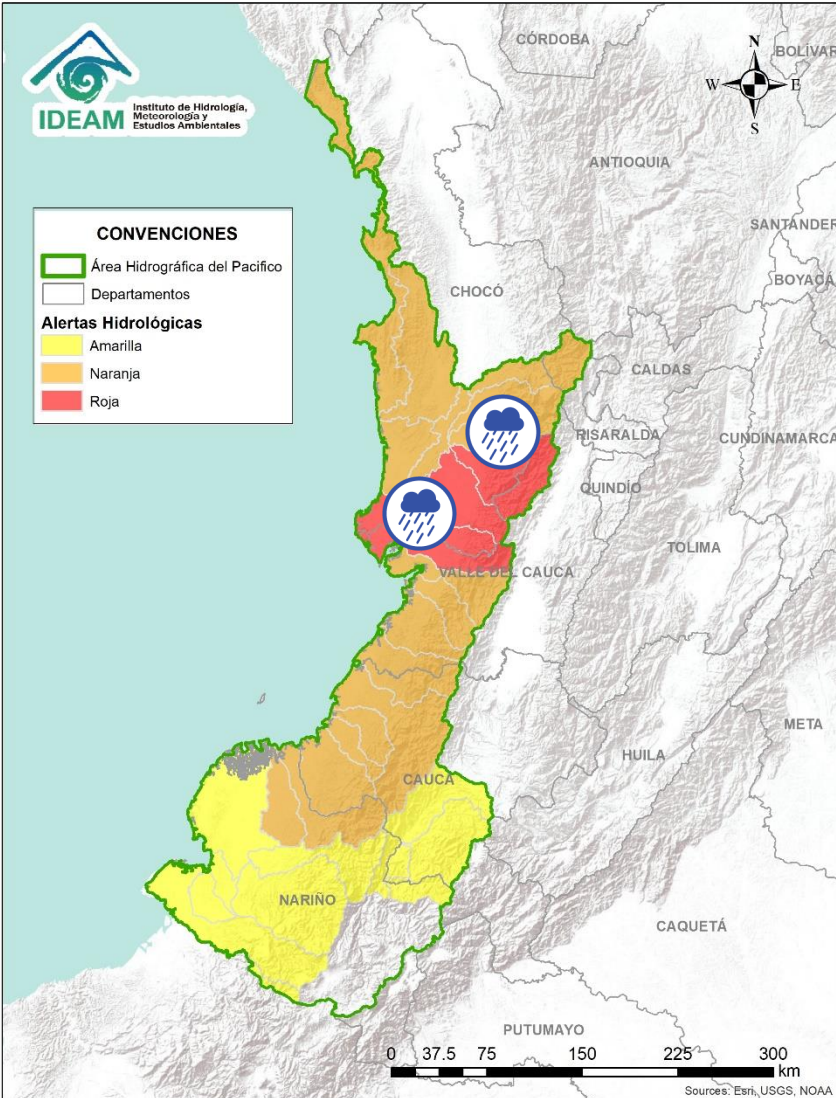 IDEAM
Instituto de Hidrología,
Meteorología y
Estudios Ambientales
CÓRDOBA
BOLÍVAR
N
W
E
S
ANTIOQUIA
SANTANDER
BOYACÁ
CONVENCIONES
Área Hidrográfica del Pacifico
Departamentos
Alertas Hidrológicas
Amarilla
Naranja
Roja
CHOCÓ
CALDAS
RISARALDA
CUNDINAMARCA
QUINDÍO
TOLIMA
VALLE DEL CAUCA
META
HUILA
CAUCA
NARIÑO
CAQUETÁ
PUTUMAYO
0 37.5 75 150 225 300
km
Sources: Esri, USGS, NOAA